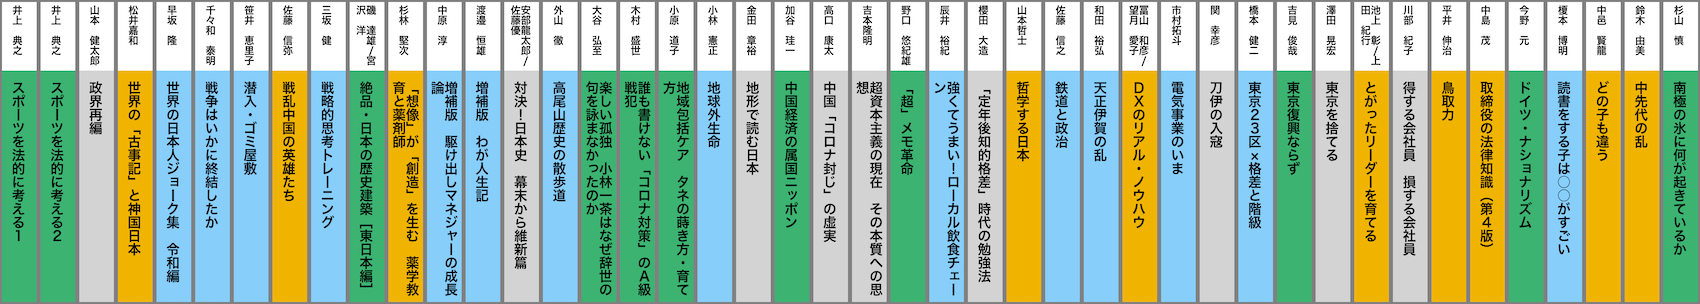 井上 典之
スポーツを法的に考える1
井上 典之
スポーツを法的に考える2
山本 健太郎
政界再編
松井嘉和
世界の「古事記」と神国日本
早坂 隆
世界の日本人ジョーク集 令和編
千々和 泰明
戦争はいかに終結したか
笹井 恵里子
潜入・ゴミ屋敷
佐藤 信弥
戦乱中国の英雄たち
三坂 健
戦略的思考トレーニング
磯 達雄/宮
沢 洋
絶品・日本の歴史建築［東日本編］
杉林 堅次
「想像」が「創造」を生む 薬学教
育と薬剤師
中原 淳
増補版 駆け出しマネジャーの成長
論
渡邉 恒雄
増補版 わが人生記
安部龍太郎/
佐藤優
対決！日本史 幕末から維新篇
外山 徹
高尾山歴史の散歩道
大谷 弘至
楽しい孤独 小林一茶はなぜ辞世の
句を詠まなかったのか
木村 盛世
誰も書けない「コロナ対策」のA級
戦犯
小原 道子
地域包括ケア タネの蒔き方・育て
方
小林 憲正
地球外生命
金田 章裕
地形で読む日本
加谷 珪一
中国経済の属国ニッポン
高口 康太
中国「コロナ封じ」の虚実
吉本隆明
超資本主義の現在 その本質への思
想
野口 悠紀雄
「超」メモ革命
辰井 裕紀
強くてうまい！ローカル飲食チェー
ン
櫻田 大造
「定年後知的格差」時代の勉強法
山本哲士
哲学する日本
佐藤 信之
鉄道と政治
和田 裕弘
天正伊賀の乱
冨山 和彦/
望月 愛子
DXのリアル・ノウハウ
市村拓斗
電気事業のいま
関 幸彦
刀伊の入寇
橋本 健二
東京23区×格差と階級
吉見 俊哉
東京復興ならず
澤田 晃宏
東京を捨てる
池上 彰/上
田 紀行
とがったリーダーを育てる
川部 紀子
得する会社員 損する会社員
平井 伸治
鳥取力
中島 茂
取締役の法律知識（第4版）
今野 元
ドイツ・ナショナリズム
榎本 博明
読書をする子は〇〇がすごい
中邑 賢龍
どの子も違う
鈴木 由美
中先代の乱
杉山 慎
南極の氷に何が起きているか